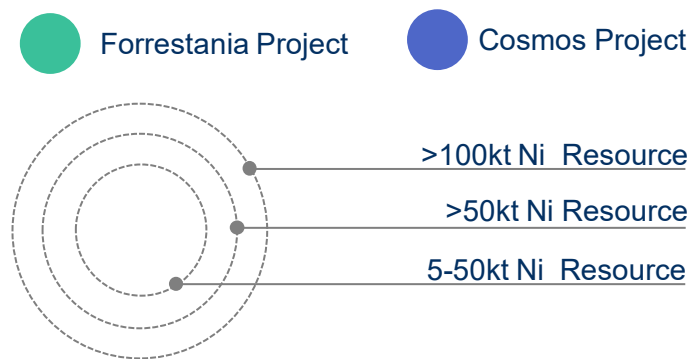 Forrestania Project
Cosmos Project
>100kt Ni Resource
>50kt Ni Resource
5-50kt Ni Resource